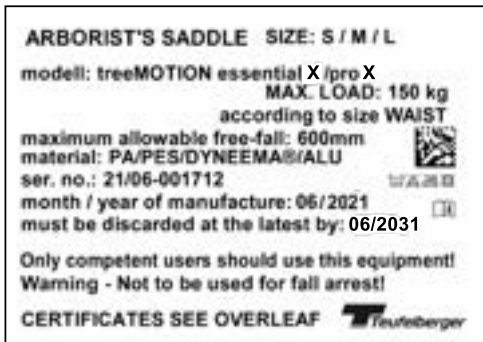 ARBORIST'S SADDLE SIZE: S / M / L
modell: treeMOTION essential X /pro X
MAX. LOAD: 150 kg
according to size WAIST
maximum allowable free-fall: 600mm
material: PA/PES/DYNEEMA®/ALU
ser. no.: 21/06-001712
month / year of manufacture: 06/2021
must be discarded at the latest by: 06/2031
Only competent users should use this equipment!
Warning - Not to be used for fall arrest!
CERTIFICATES SEE OVERLEAF Teufelberger